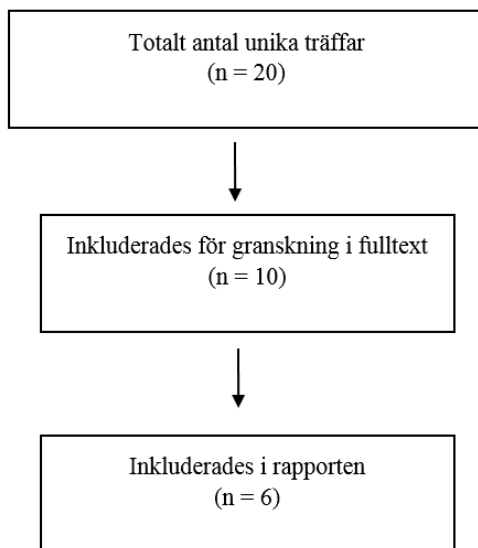 Totalt antal unika träffar
(n = 20)
Inkluderades för granskning i fulltext
(n = 10)
Inkluderades i rapporten
(n = 6)